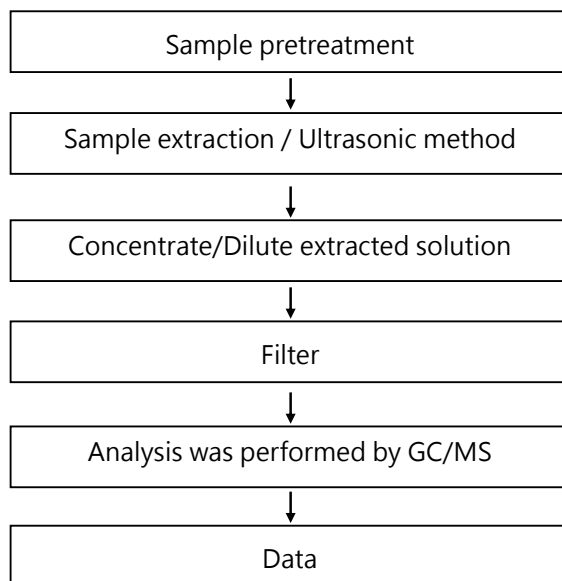 Sample pretreatment
Sample extraction / Ultrasonic method
Concentrate/Dilute extracted solution
Filter
Analysis was performed by GC/MS
Data